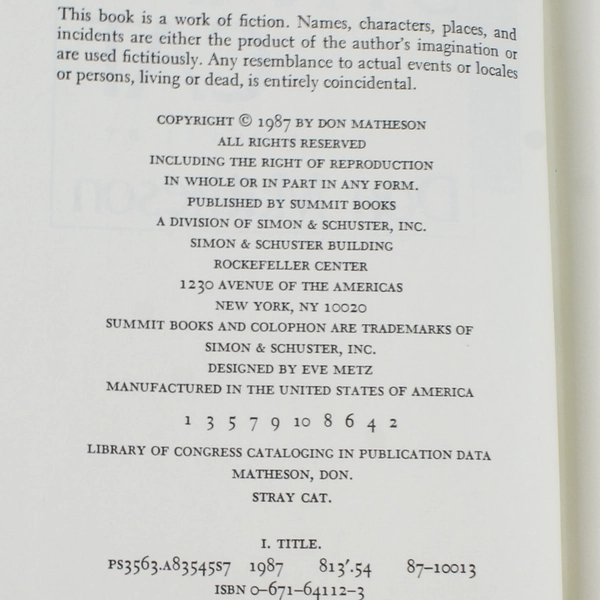 This book is a work of fiction. Names, characters, places, and
incidents are either the product of the author's imagination or
are used fictitiously. Any resemblance to actual events or locales
or persons, living or dead, is entirely coincidental.
COPYRIGHT © 1987 BY DON MATHESON
ALL RIGHTS RESERVED
INCLUDING THE RIGHT OF REPRODUCTION
IN WHOLE OR IN PART IN ANY FORM.
PUBLISHED BY SUMMIT BOOKS
A DIVISION OF SIMON & SCHUSTER, INC.
SIMON & SCHUSTER BUILDING
ROCKEFELLER CENTER
1230 AVENUE OF THE AMERICAS
NEW YORK, NY 10020
SUMMIT BOOKS AND COLOPHON ARE TRADEMARKS OF
SIMON & SCHUSTER, INC.
DESIGNED BY EVE METZ
MANUFACTURED IN THE UNITED STATES OF AMERICA
1 3 5 7 9 10 8 6 4 2
LIBRARY OF CONGRESS CATALOGING IN PUBLICATION DATA
MATHESON, DON.
STRAY CAT.
I. TITLE.
PS3563.A83545S7 1987 813'.54 87–10013
ISBN 0–671–64112–3